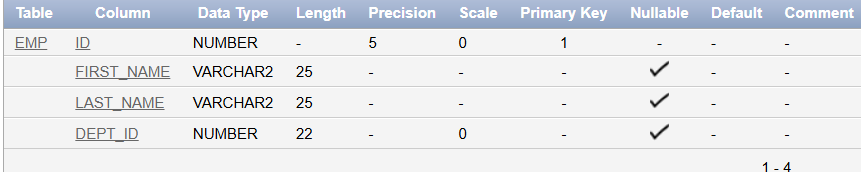 Table Column Data Type Length Precision Scale Primary Key Nullable Default Comment
EMP ID NUMBER - 5 0 1 - - -
FIRST_NAME VARCHAR2 25 - - - - -
LAST_NAME VARCHAR2 25 - - - - -
DEPT_ID NUMBER 22 - 0 - - -
1 - 4